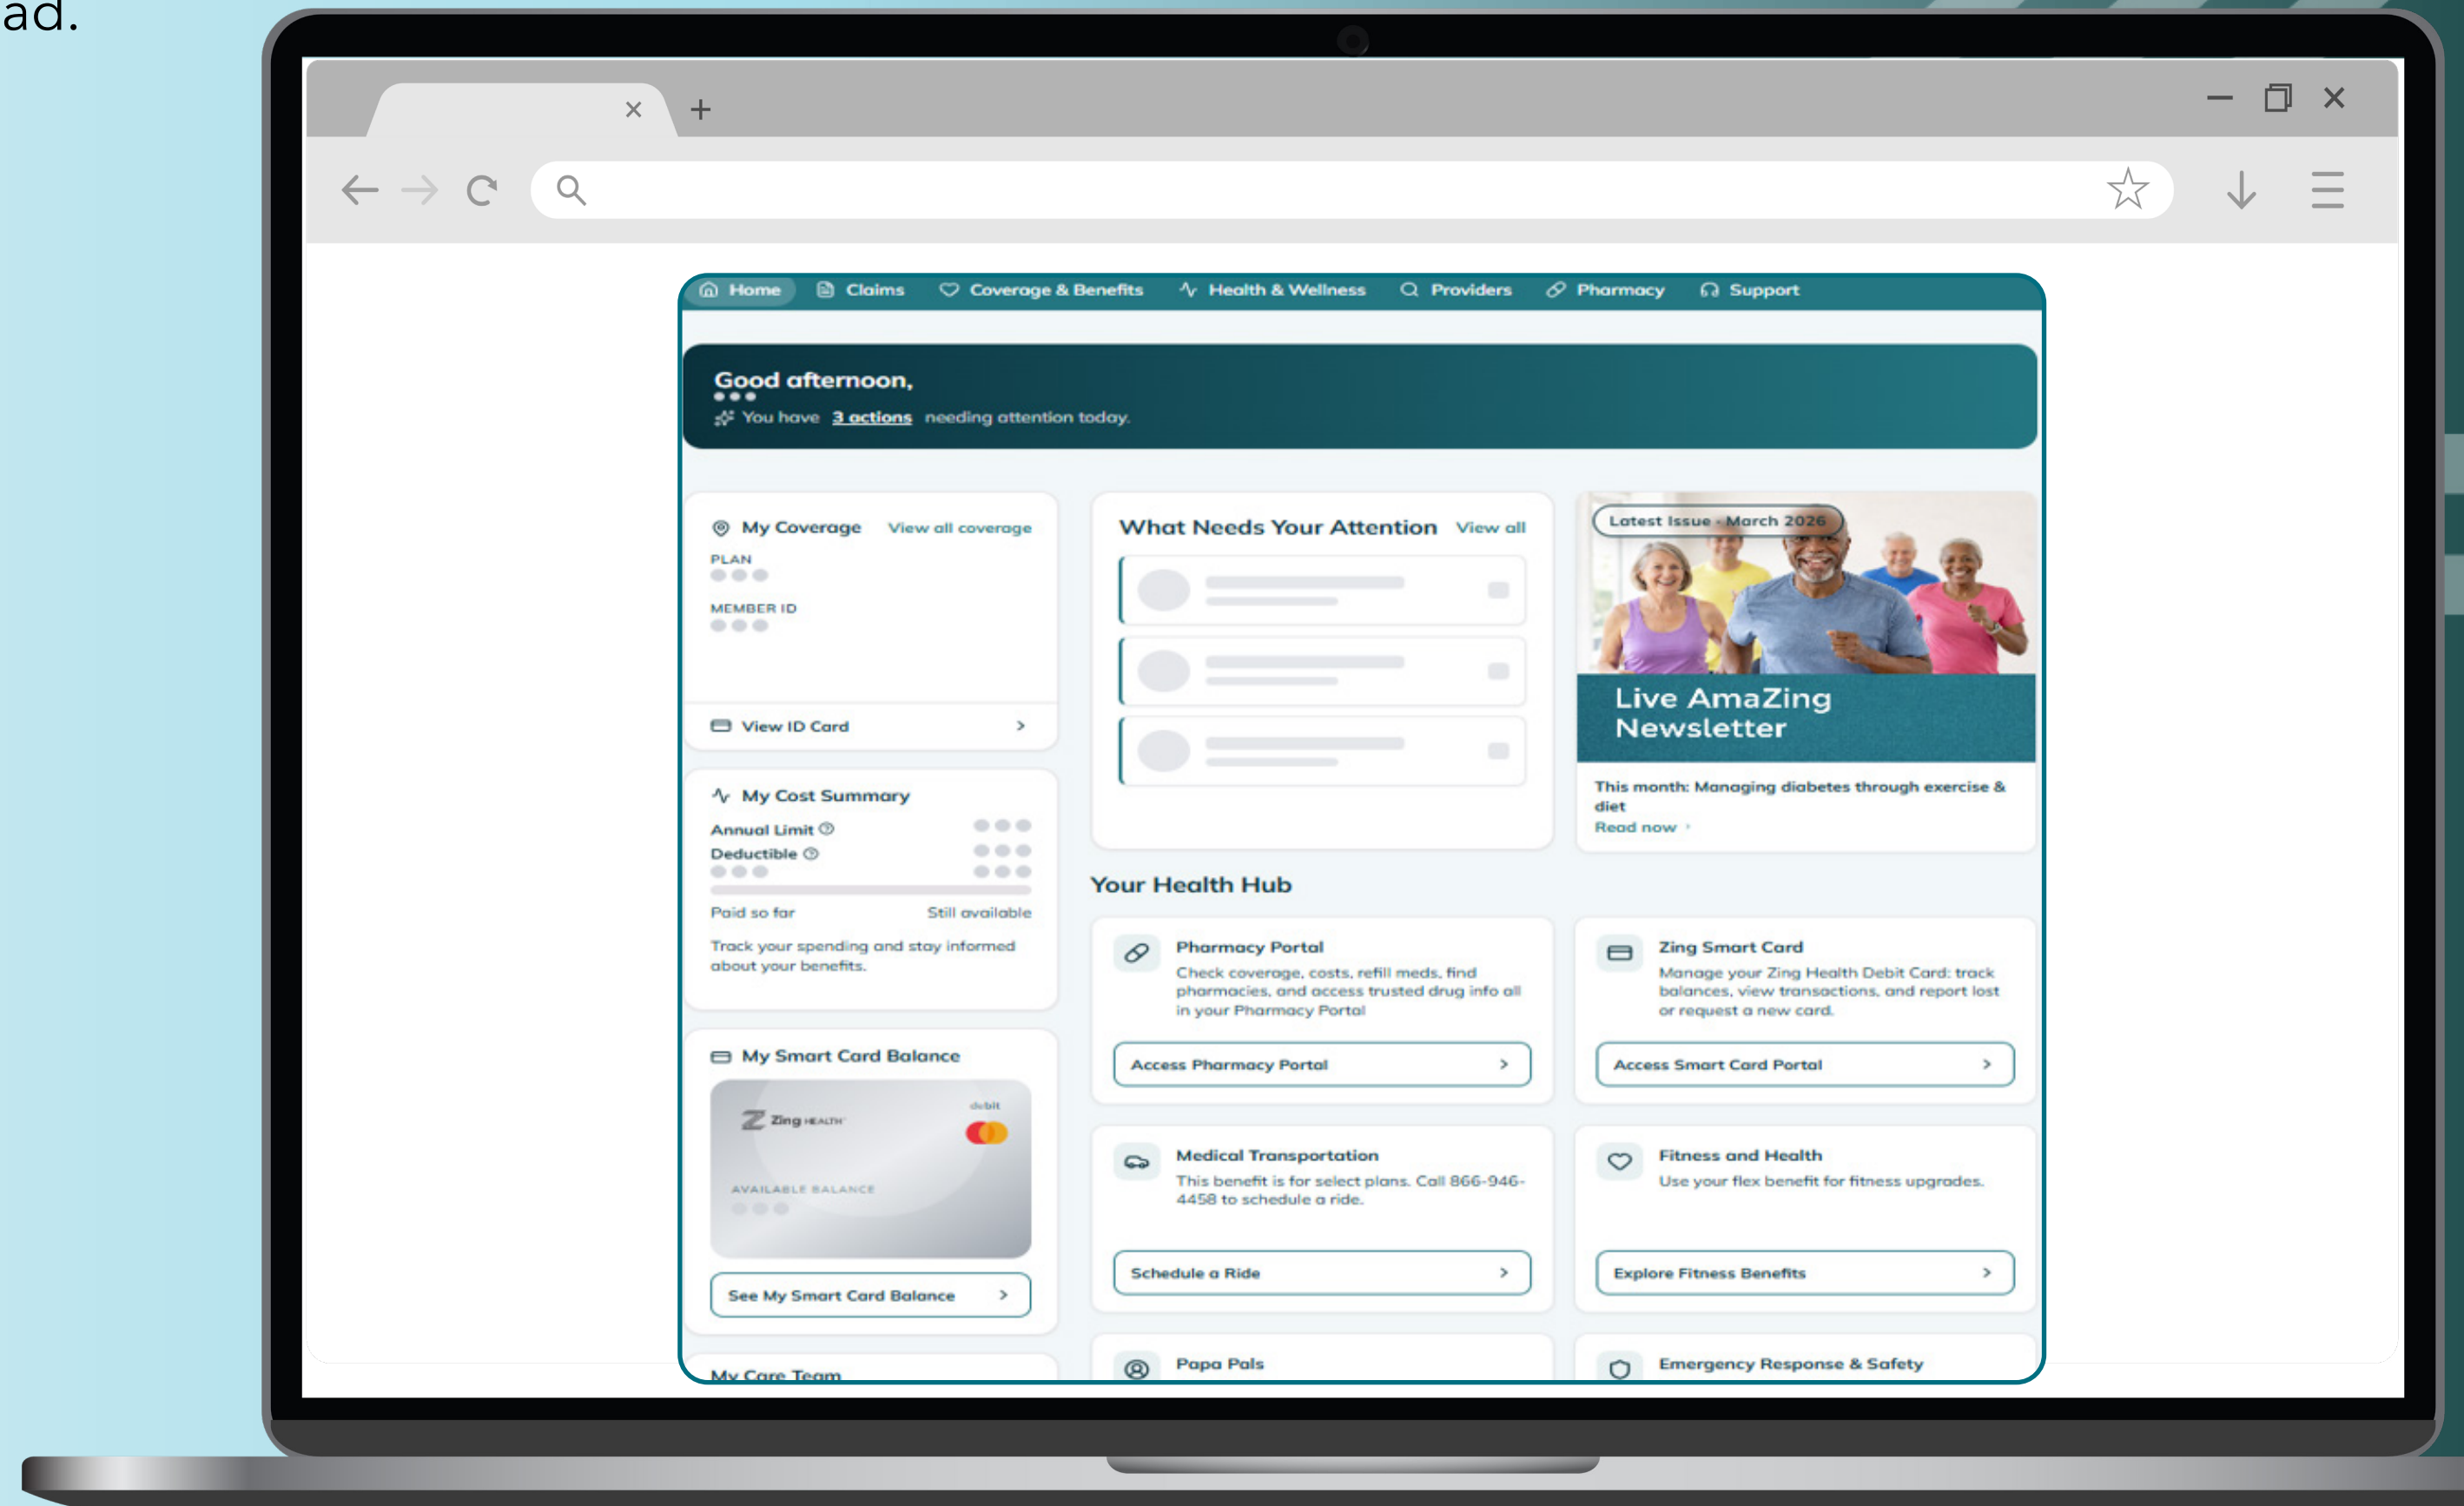 ad.
Home Claims Coverage & Benefits Health & Wellness Providers Pharmacy Support
Good afternoon,
You have 3 actions needing attention today.
My Coverage View all coverage
PLAN
MEMBER ID
View ID Card
My Cost Summary
Annual Limit
Deductible
Paid so far Still available
Track your spending and stay informed
about your benefits.
My Smart Card Balance
Zing HEALTH
debit
AVAILABLE BALANCE
See My Smart Card Balance
My Care Team
What Needs Your Attention View all
Latest Issue - March 2026
Live AmaZing
Newsletter
This month: Managing diabetes through exercise &
diet
Read now
Your Health Hub
Pharmacy Portal
Check coverage, costs, refill meds, find
pharmacies, and access trusted drug info all
in your Pharmacy Portal
Access Pharmacy Portal
Zing Smart Card
Manage your Zing Health Debit Card: track
balances, view transactions, and report lost
or request a new card.
Access Smart Card Portal
Medical Transportation
This benefit is for select plans. Call 866-946-
4458 to schedule a ride.
Schedule a Ride
Fitness and Health
Use your flex benefit for fitness upgrades.
Explore Fitness Benefits
Papa Pals
Emergency Response & Safety